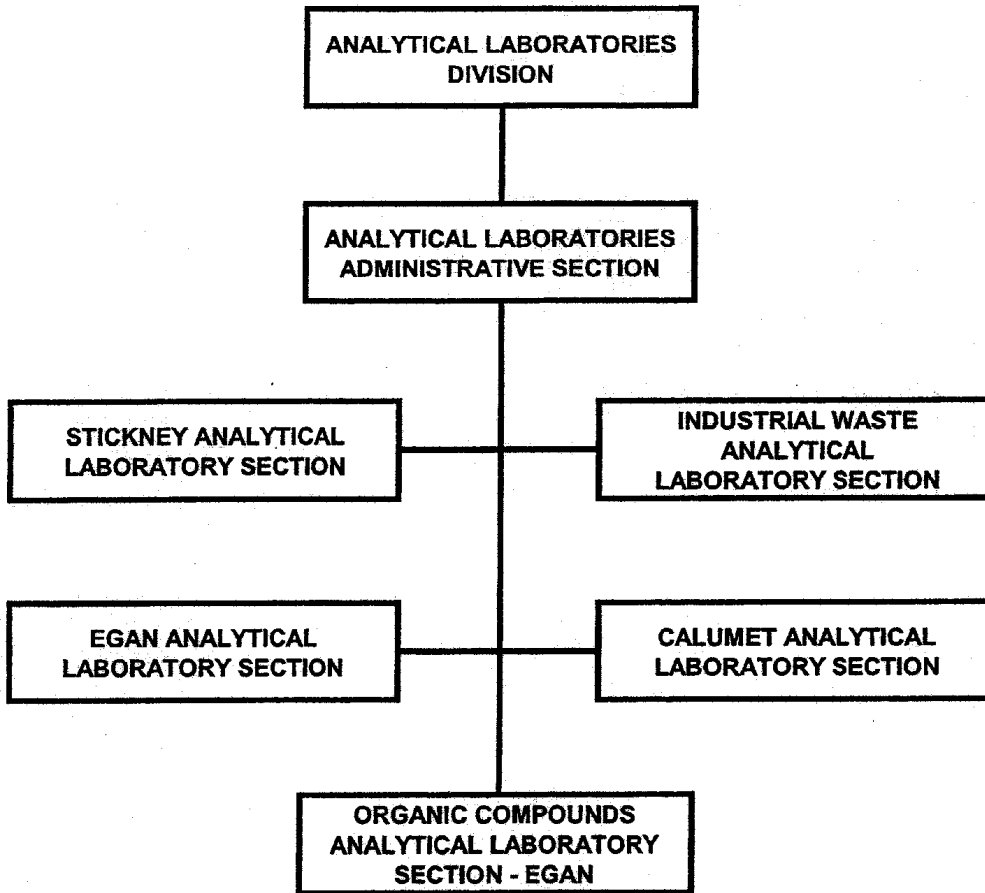 ANALYTICAL LABORATORIES
DIVISION
ANALYTICAL LABORATORIES
ADMINISTRATIVE SECTION
STICKNEY ANALYTICAL
LABORATORY SECTION
INDUSTRIAL WASTE
ANALYTICAL
LABORATORY SECTION
EGAN ANALYTICAL
LABORATORY SECTION
CALUMET ANALYTICAL
LABORATORY SECTION
ORGANIC COMPOUNDS
ANALYTICAL LABORATORY
SECTION - EGAN